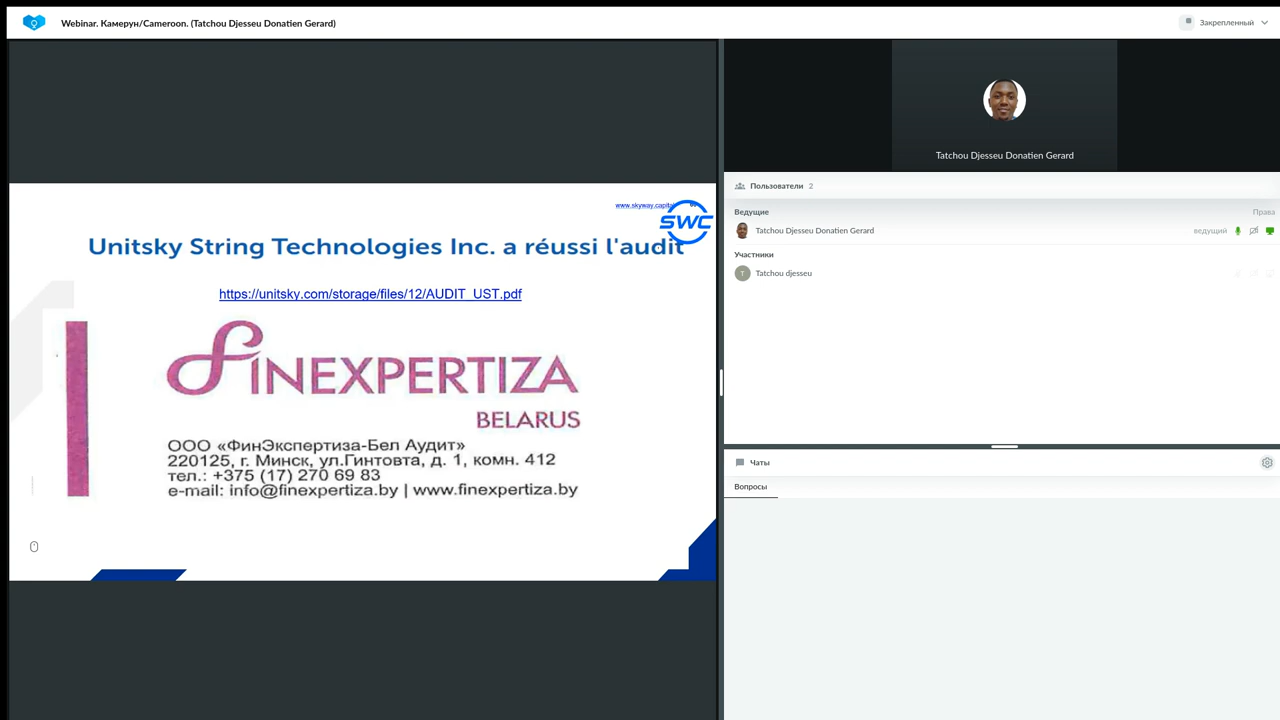 Webinar. Камерун/Cameroon. (Tatchou Djesseu Donatien Gerard)
Закрепленный
www.skyway.capital
SWC
Unitsky String Technologies Inc. a réussi l'audit
https://unitsky.com/storage/files/12/AUDIT_UST.pdf
FINEXPERTIZA
BELARUS
ООО «ФинЭкспертиза-Бел Аудит»
220125, г. Минск, ул.Гинтовта, д. 1, комн. 412
тел.: +375 (17) 270 69 83
e-mail: info@finexpertiza.by | www.finexpertiza.by
Tatchou Djesseu Donatien Gerard
Пользователи 2
Ведущие Права
Tatchou Djesseu Donatien Gerard ведущий
Участники
T Tatchou djesseu
Чаты
Вопросы